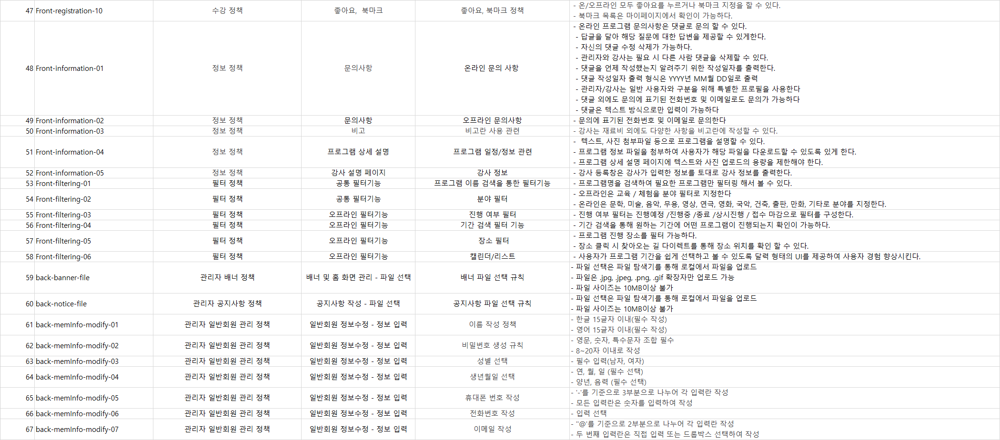 47 Front-registration-10 수강 정책 좋아요, 북마크 좋아요, 북마크 정책
- 온/오프라인 모두 좋아요를 누르거나 북마크 지정을 할 수 있다.
- 북마크 목록은 마이페이지에서 확인이 가능하다.
48 Front-information-01 정보 정책 문의사항 온라인 문의 사항
- 온라인 프로그램 문의사항은 댓글로 문의 할 수 있다.
- 답글을 달아 해당 질문에 대한 답변을 제공할 수 있게한다.
- 자신의 댓글 수정 삭제가 가능하다.
- 관리자와 강사는 필요 시 다른 사람 댓글을 삭제할 수 있다.
- 댓글을 언제 작성했는지 알려주기 위한 작성일자를 출력한다.
- 댓글 작성일자 출력 형식은 YYYY년 MM월 DD일로 출력
- 관리자/강사는 일반 사용자와 구분을 위해 특별한 프로필을 사용한다
- 댓글 외에도 문의에 표기된 전화번호 및 이메일로도 문의가 가능하다
- 댓글은 텍스트 방식으로만 입력이 가능하다
49 Front-information-02 정보 정책 문의사항 오프라인 문의사항 - 문의에 표기된 전화번호 및 이메일로 문의한다
50 Front-information-03 정보 정책 비고 비고란 사용 관련 - 강사는 재료비 외에도 다양한 사항을 비고란에 작성할 수 있다.
51 Front-information-04 정보 정책 프로그램 상세 설명 프로그램 일정/정보 관련
- 텍스트, 사진 첨부파일 등으로 프로그램을 설명할 수 있다.
- 프로그램 정보 파일을 첨부하여 사용자가 해당 파일을 다운로드할 수 있도록 있게 한다.
- 프로그램 상세 설명 페이지에 텍스트와 사진 업로드의 용량을 제한해야 한다.
52 Front-information-05 정보 정책 강사 설명 페이지 강사 정보 - 강사 등록창은 강사가 입력한 정보를 토대로 강사 정보를 출력한다.
53 Front-filtering-01 필터 정책 공통 필터기능 프로그램 이름 검색을 통한 필터기능 - 프로그램명을 검색하여 필요한 프로그램만 필터링 해서 볼 수 있다.
54 Front-filtering-02 필터 정책 공통 필터기능 분야 필터
- 오프라인은 교육 / 체험을 분야 필터로 지정한다
- 온라인은 문학, 미술, 음악, 무용, 영상, 연극, 영화, 국악, 건축, 출판, 만화, 기타로 분야를 지정한다.
55 Front-filtering-03 필터 정책 오프라인 필터기능 진행 여부 필터 - 진행 여부 필터는 진행예정 /진행중 /종료 /상시진행 / 접수 마감으로 필터를 구성한다.
56 Front-filtering-04 필터 정책 오프라인 필터기능 기간 검색 필터 기능 - 기간 검색을 통해 원하는 기간에 어떤 프로그램이 진행되는지 확인이 가능하다.
57 Front-filtering-05 필터 정책 오프라인 필터기능 장소 필터
- 프로그램 진행 장소를 필터 가능하다.
- 장소 클릭 시 찾아오는 길 다이렉트를 통해 장소 위치를 확인 할 수 있다.
58 Front-filtering-06 필터 정책 오프라인 필터기능 캘린더/리스트 - 사용자가 프로그램 기간을 쉽게 선택하고 볼 수 있도록 달력 형태의 UI를 제공하여 사용자 경험 향상시킨다.
59 back-banner-file 관리자 배너 정책 배너 및 홈 화면 관리 - 파일 선택 배너 파일 선택 규칙
- 파일 선택은 파일 탐색기를 통해 로컬에서 파일을 업로드
- 파일은 .jpg, .jpeg, .png, .gif 확장자만 업로드 가능
- 파일 사이즈는 10MB이상 불가
60 back-notice-file 관리자 공지사항 정책 공지사항 작성 - 파일 선택 공지사항 파일 선택 규칙
- 파일 선택은 파일 탐색기를 통해 로컬에서 파일을 업로드
- 파일 사이즈는 10MB이상 불가
61 back-memInfo-modify-01 관리자 일반회원 관리 정책 일반회원 정보수정 - 정보 입력 이름 작성 정책
- 한글 15글자 이내(필수 작성)
- 영어 15글자 이내(필수 작성)
62 back-memInfo-modify-02 관리자 일반회원 관리 정책 일반회원 정보수정 - 정보 입력 비밀번호 생성 규칙
- 영문, 숫자, 특수문자 조합 필수
- 8~20자 이내로 작성
63 back-memInfo-modify-03 관리자 일반회원 관리 정책 일반회원 정보수정 - 정보 입력 성별 선택 - 필수 입력(남자, 여자)
64 back-memInfo-modify-04 관리자 일반회원 관리 정책 일반회원 정보수정 - 정보 입력 생년월일 선택
- 연, 월, 일 (필수 선택)
- 양년, 음력 (필수 선택)
65 back-memInfo-modify-05 관리자 일반회원 관리 정책 일반회원 정보수정 - 정보 입력 휴대폰 번호 작성
- '-'를 기준으로 3부분으로 나누어 각 입력란 작성
- 모든 입력란은 숫자를 입력하여 작성
66 back-memInfo-modify-06 관리자 일반회원 관리 정책 일반회원 정보수정 - 정보 입력 전화번호 작성 - 입력 선택
67 back-memInfo-modify-07 관리자 일반회원 관리 정책 일반회원 정보수정 - 정보 입력 이메일 작성
- ''@'를 기준으로 2부분으로 나누어 각 입력란 작성
- 두 번째 입력란은 직접 입력 또는 드롭박스 선택하여 작성